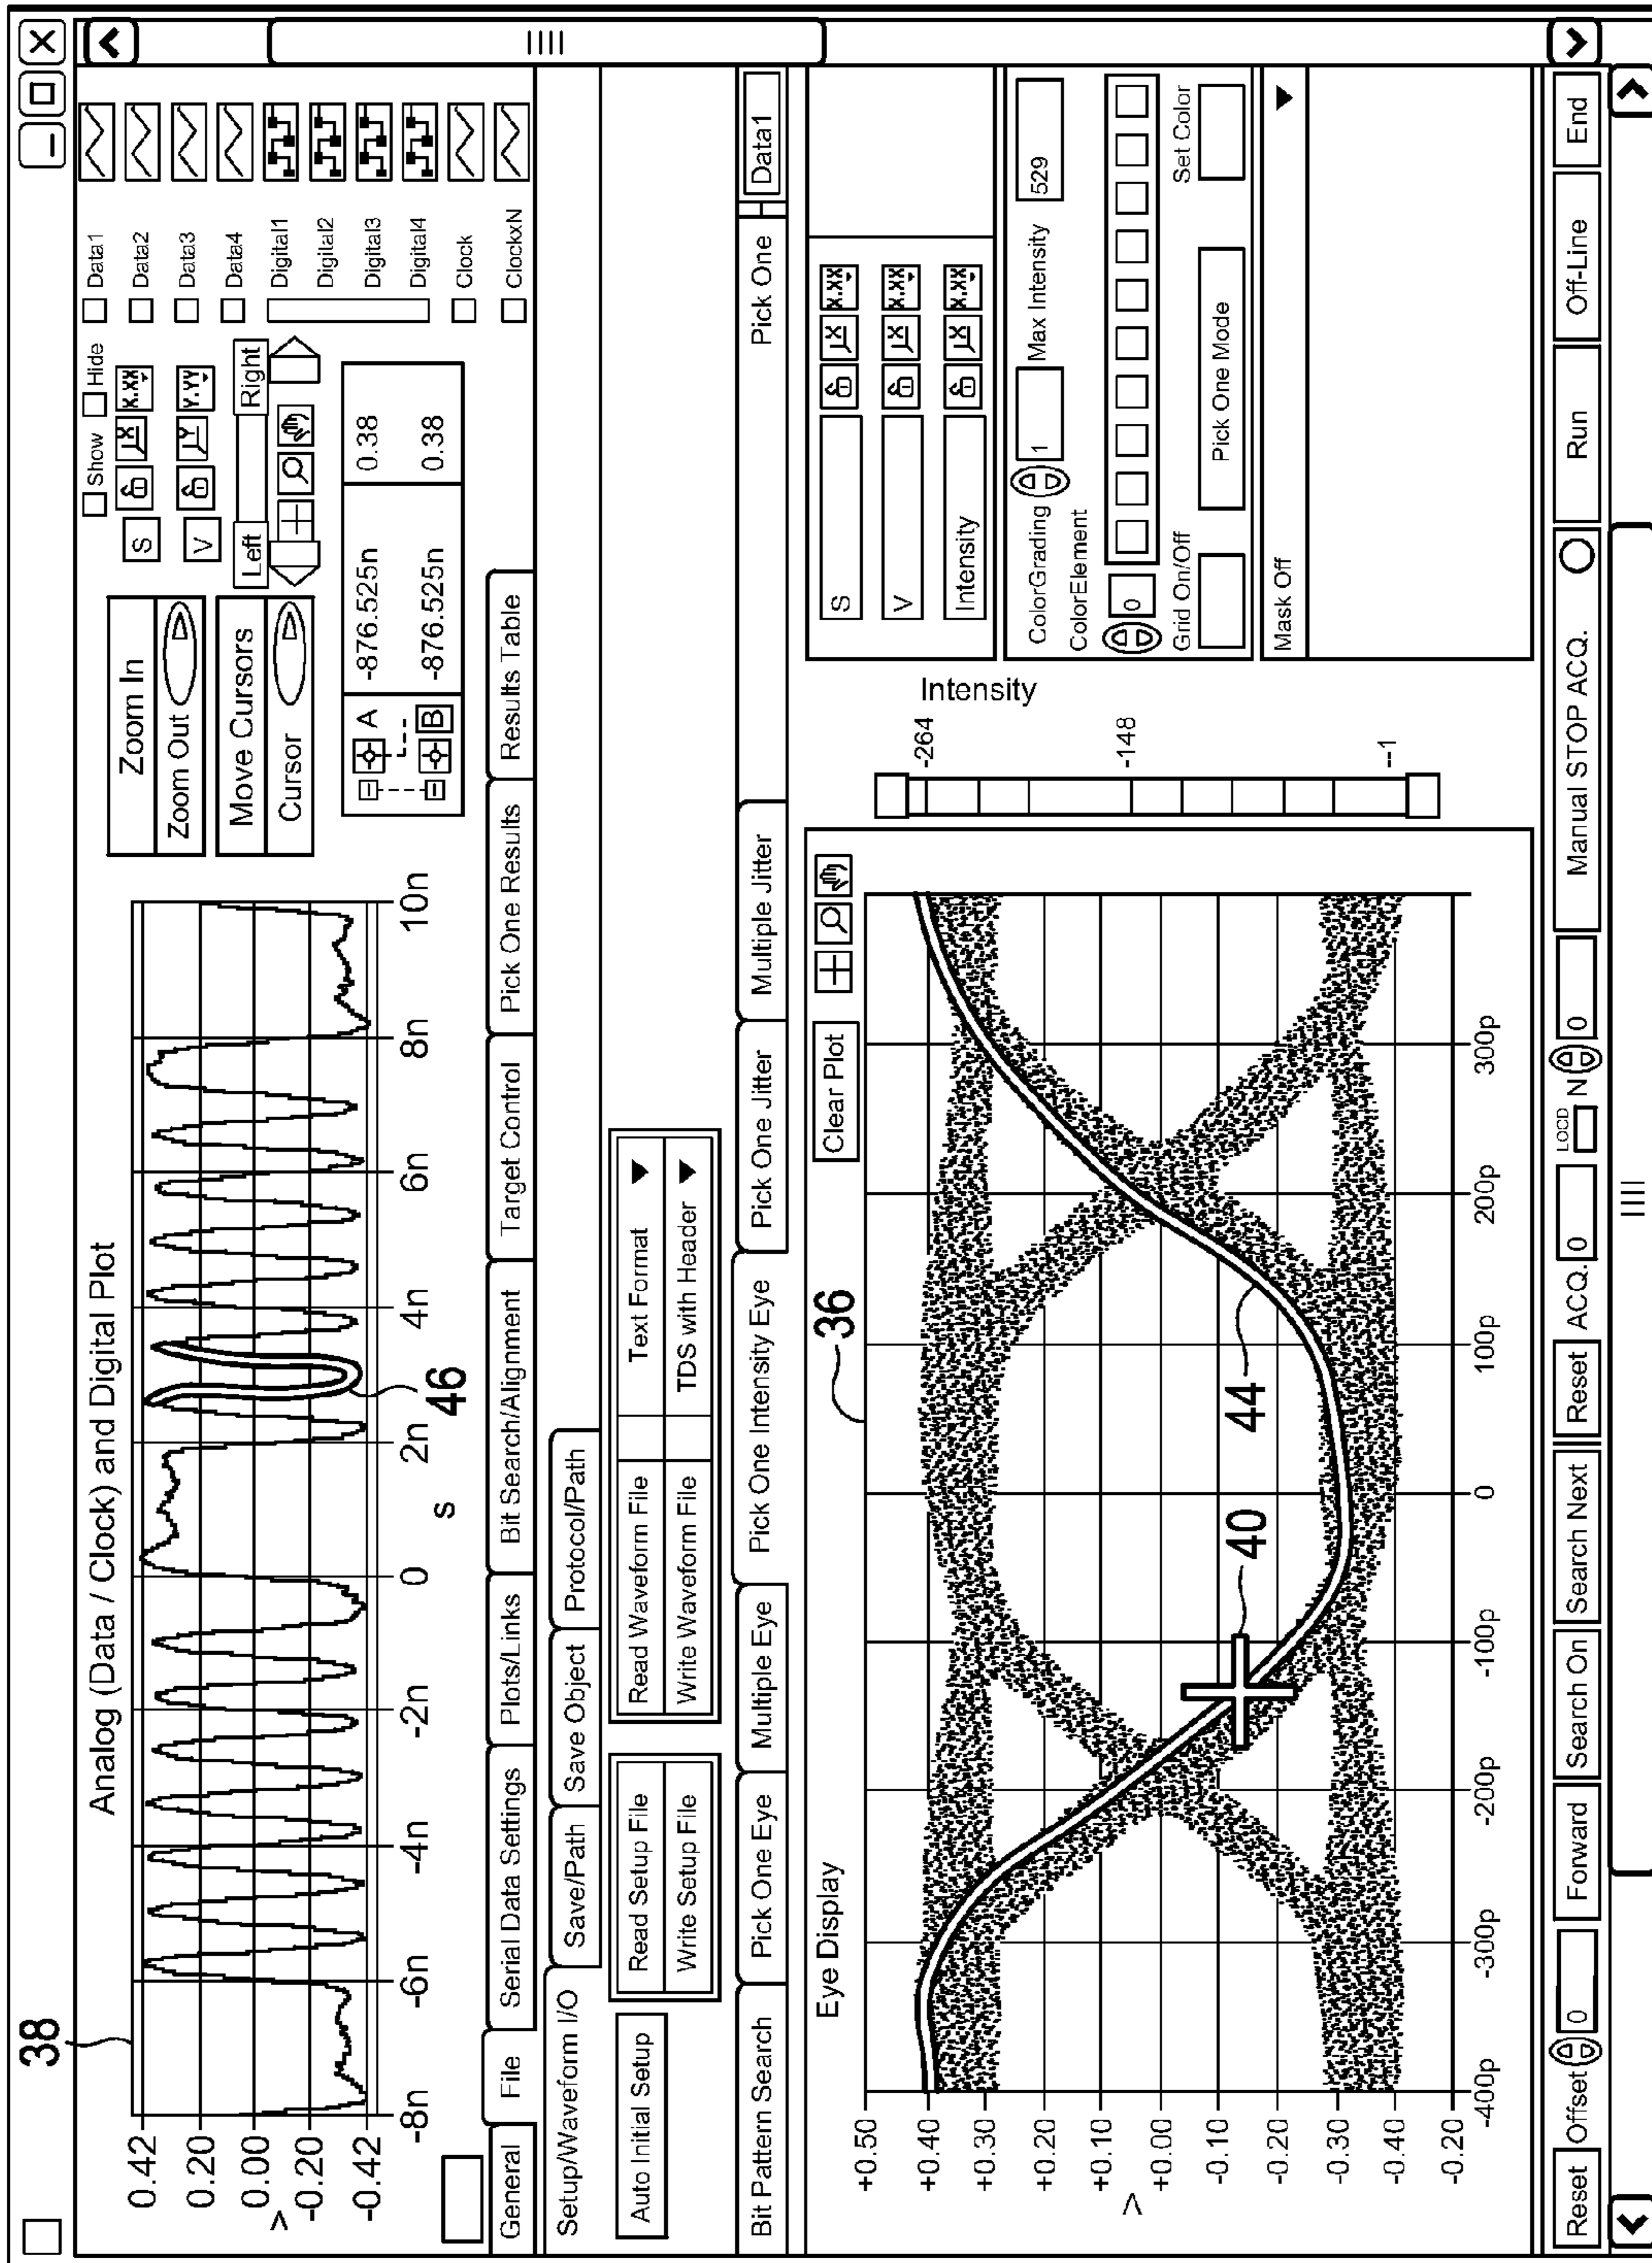 38
Analog (Data / Clock) and Digital Plot
0.42
0.20
0.00
-0.20
-0.42
V
-8n
-6n
-4n
-2n
0
2n
4n
6n
8n
10n
s
46
Zoom In
Zoom Out
Move Cursors
Cursor
Show
Hide
S
X
X.XX
V
Y
Y.YY
Left
Right
A
-876.525n
0.38
B
-876.525n
0.38
Data1
Data2
Data3
Data4
Digital1
Digital2
Digital3
Digital4
Clock
ClockxN
General
File
Serial Data Settings
Plots/Links
Bit Search/Alignment
Target Control
Pick One Results
Results Table
Setup/Waveform I/O
Save/Path
Save Object
Protocol/Path
Auto Initial Setup
Read Setup File
Write Setup File
Read Waveform File
Text Format
Write Waveform File
TDS with Header
Bit Pattern Search
Pick One Eye
Multiple Eye
Pick One Intensity Eye
Pick One Jitter
Multiple Jitter
Pick One
Data1
Eye Display
36
Clear Plot
+0.50
+0.40
+0.30
+0.20
+0.10
+0.00
-0.10
-0.20
-0.30
-0.40
-0.20
V
-400p
-300p
-200p
-100p
0
100p
200p
300p
40
44
Intensity
-264
-148
--1
S
X
X.XX
V
X
X.XX
Intensity
X
X.XX
ColorGrading
1
Max Intensity
529
ColorElement
0
Grid On/Off
Pick One Mode
Set Color
Mask Off
Reset
Offset
0
Forward
Search On
Search Next
Reset
ACQ.
0
LOCD
N
0
Manual STOP ACQ.
Run
Off-Line
End